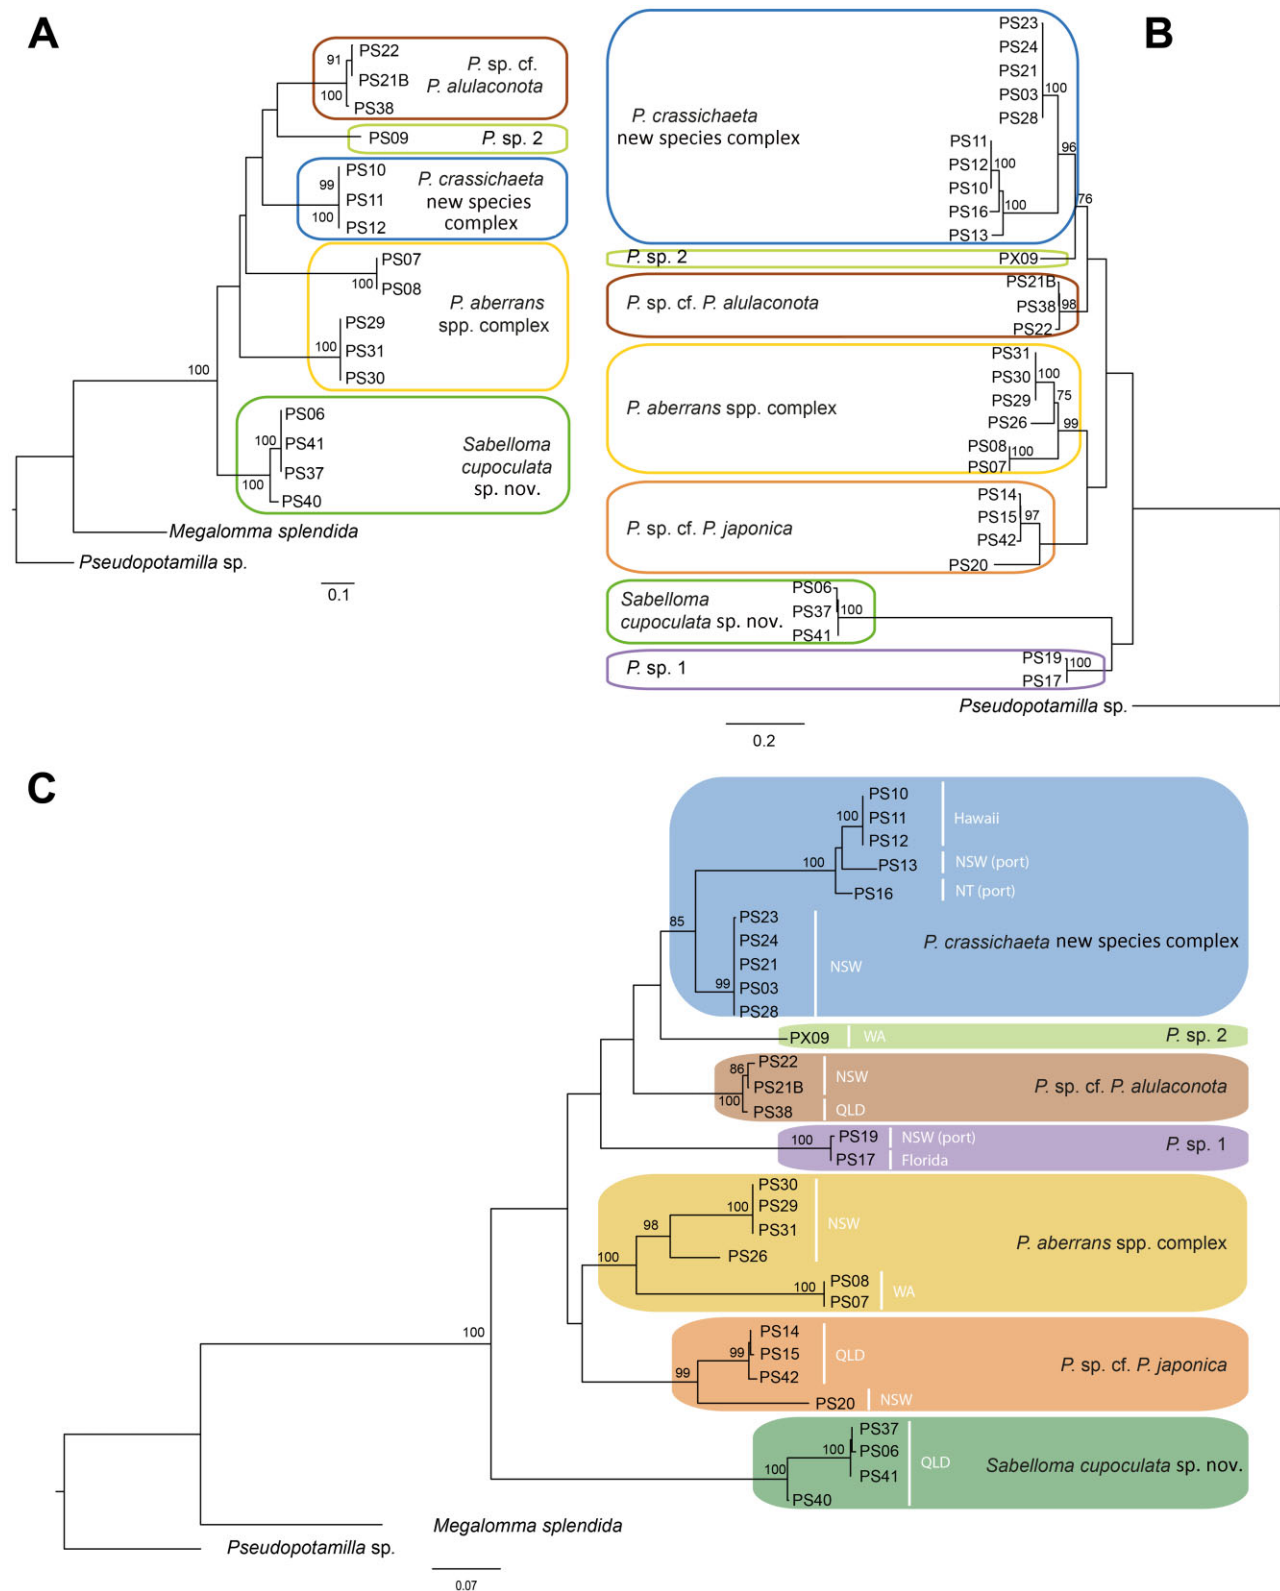 A
PS22
91
PS21B
100
PS38
P. sp. cf.
P. alulaconota
PS09
P. sp. 2
PS10
99
PS11
100
PS12
P. crassichaeta
new species
complex
PS07
100
PS08
PS29
100
PS31
PS30
P. aberrans
spp. complex
100
PS06
100
PS41
PS37
100
PS40
Sabelloma
cupoculata
sp. nov.
Megalomma splendida
Pseudopotamilla sp.
0.1
B
PS23
PS24
PS21
PS03
100
PS28
P. crassichaeta
new species complex
PS11
PS12
100
PS10
PS16
100
PS13
96
76
P. sp. 2
PX09
PS21B
P. sp. cf. P. alulaconota
PS38
98
PS22
PS31
PS30
100
PS29
75
P. aberrans spp. complex
PS26
99
PS08
100
PS07
PS14
P. sp. cf. P. japonica
PS15
97
PS42
PS20
Sabelloma
cupoculata sp. nov.
PS06
PS37
100
PS41
P. sp. 1
PS19
100
PS17
Pseudopotamilla sp.
0.2
C
PS10
100
PS11
Hawaii
PS12
100
PS13
NSW (port)
PS16
NT (port)
85
PS23
PS24
P. crassichaeta new species complex
PS21
NSW
99
PS03
PS28
PX09
WA
P. sp. 2
PS22
86
NSW
PS21B
P. sp. cf. P. alulaconota
100
PS38
QLD
100
PS19
NSW (port)
P. sp. 1
PS17
Florida
PS30
100
PS29
NSW
98
PS31
P. aberrans spp. complex
100
PS26
100
PS08
WA
PS07
PS14
99
PS15
QLD
P. sp. cf. P. japonica
99
PS42
PS20
NSW
PS37
100
PS06
QLD
Sabelloma cupoculata sp. nov.
100
PS41
PS40
100
Megalomma splendida
Pseudopotamilla sp.
0.07